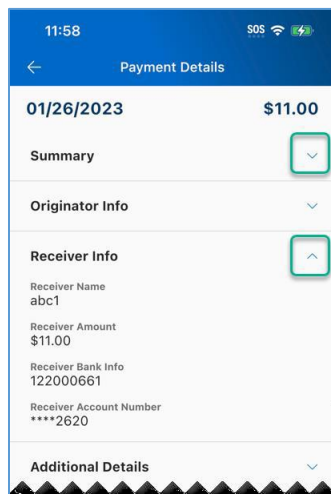 11:58
SOS
Payment Details
01/26/2023 $11.00
Summary
Originator Info
Receiver Info
Receiver Name
abc1
Receiver Amount
$11.00
Receiver Bank Info
122000661
Receiver Account Number
****2620
Additional Details